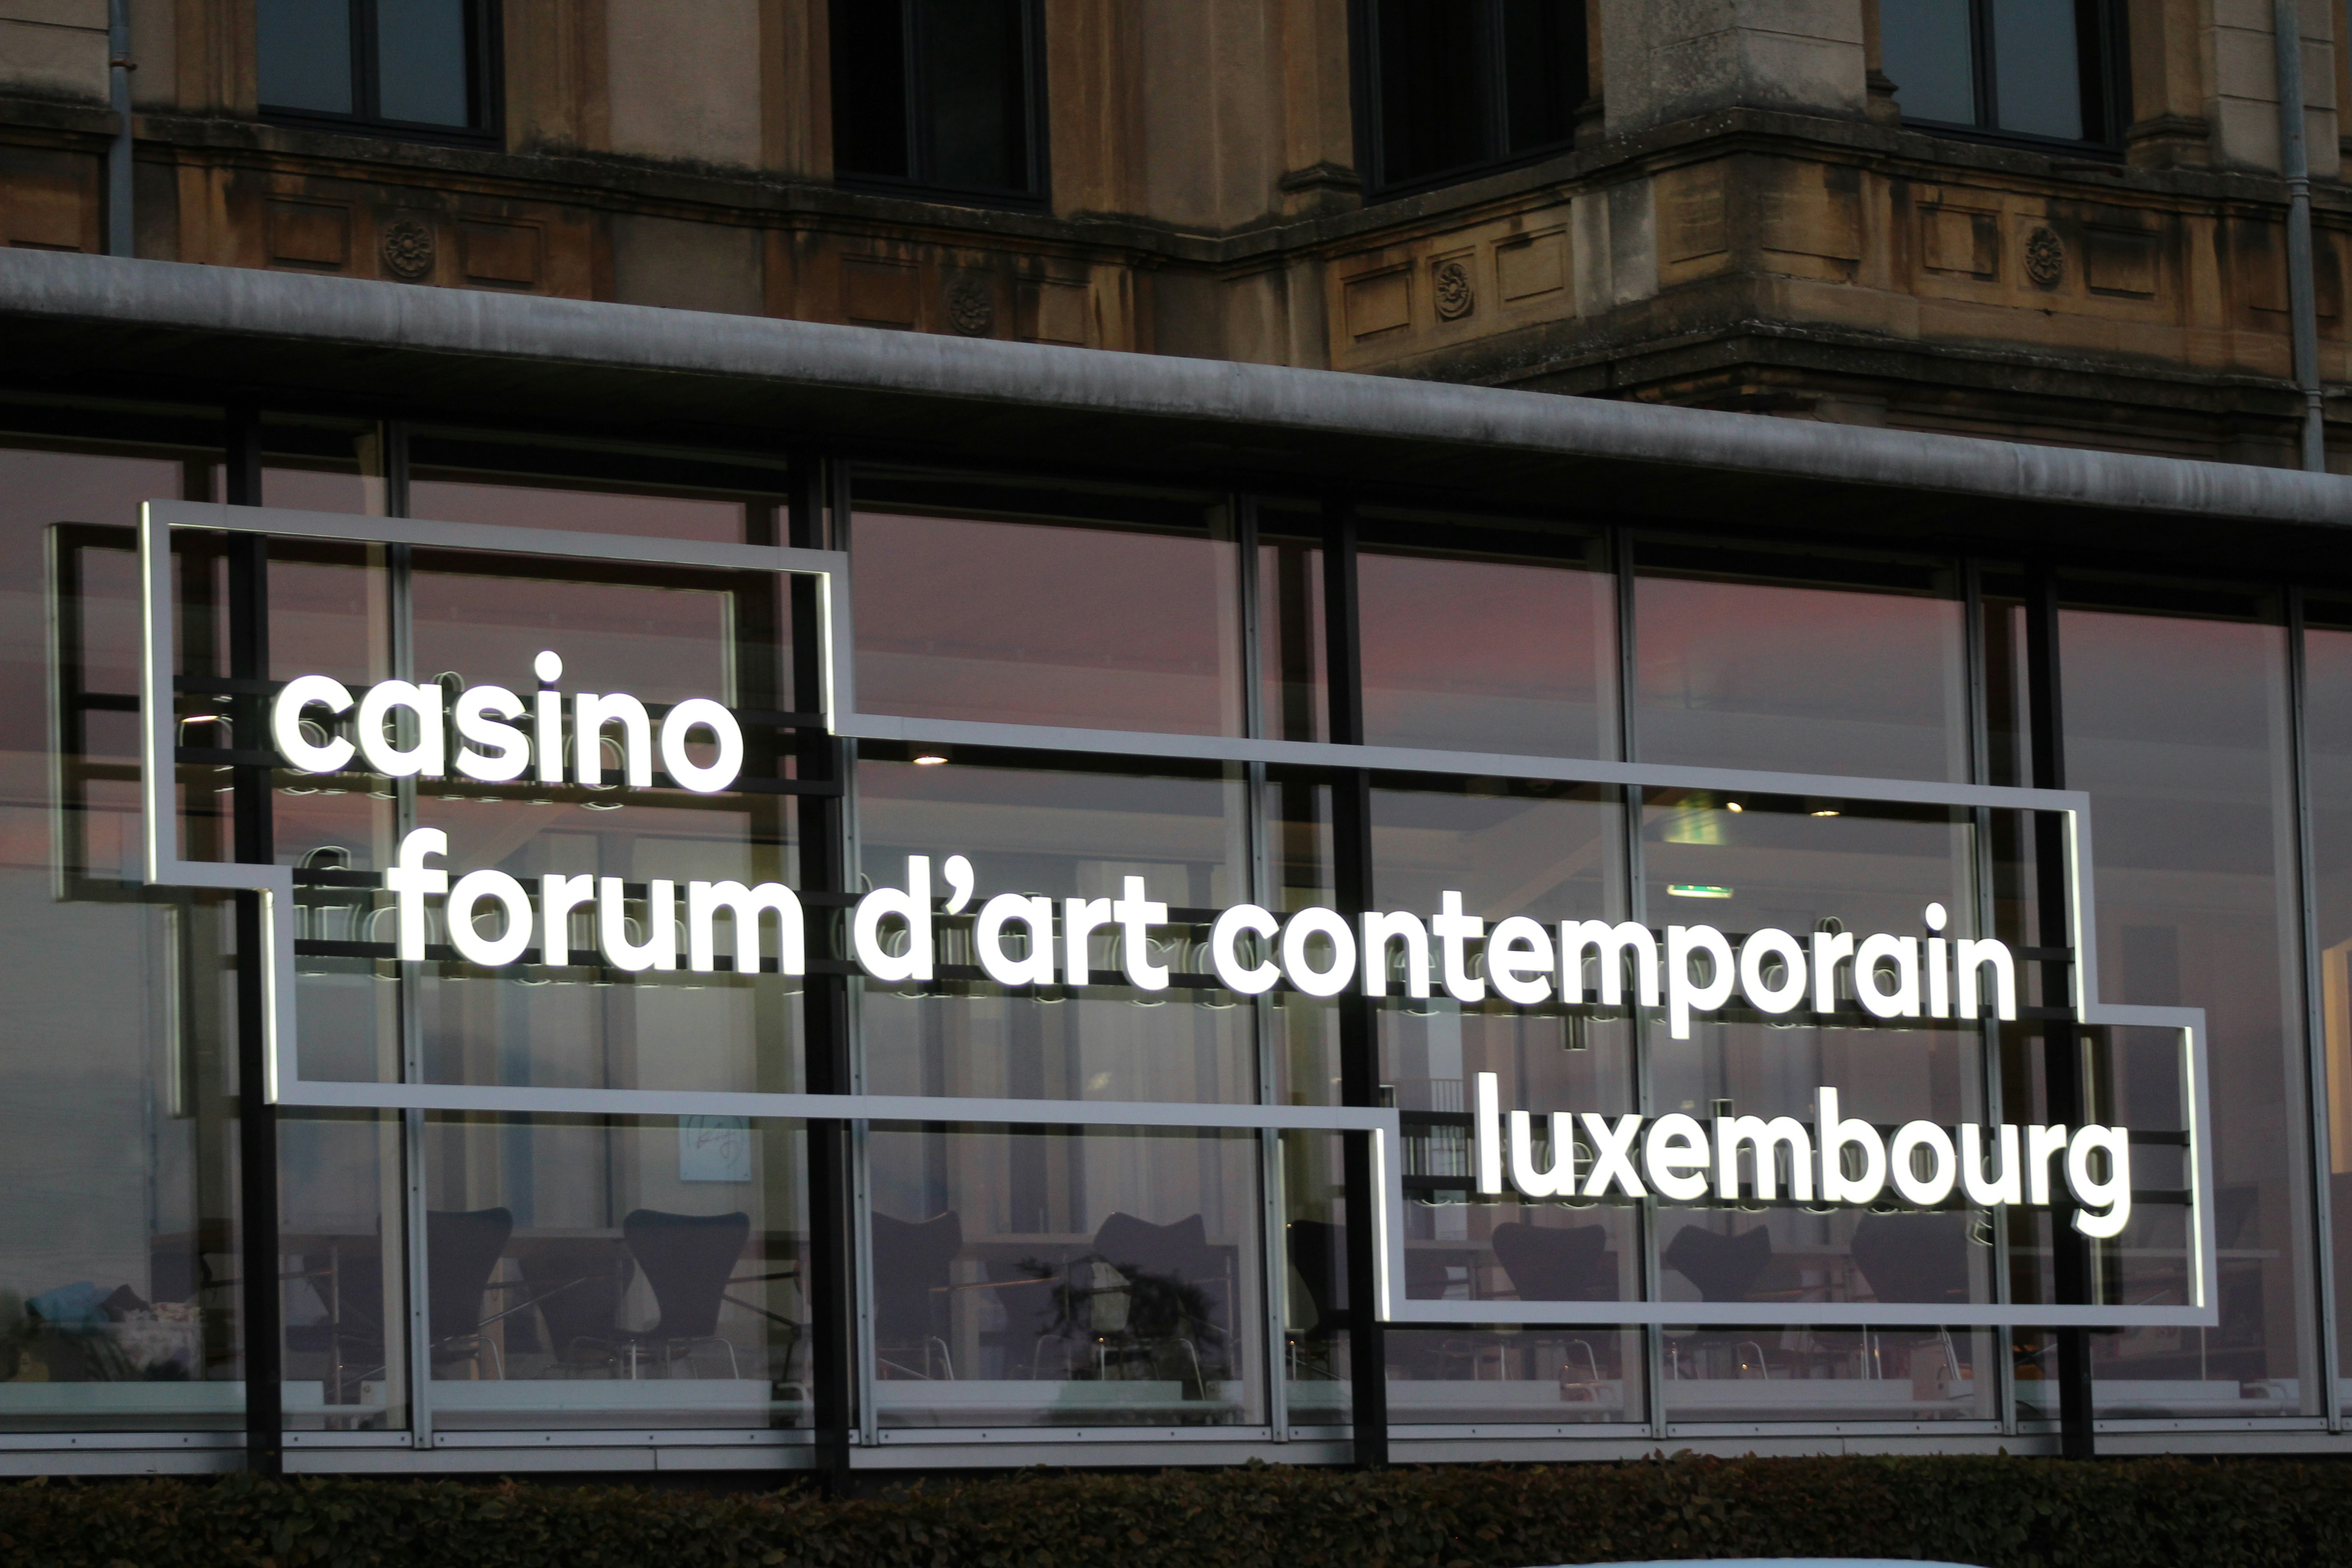 casino
forum d’art contemporain
luxembourg